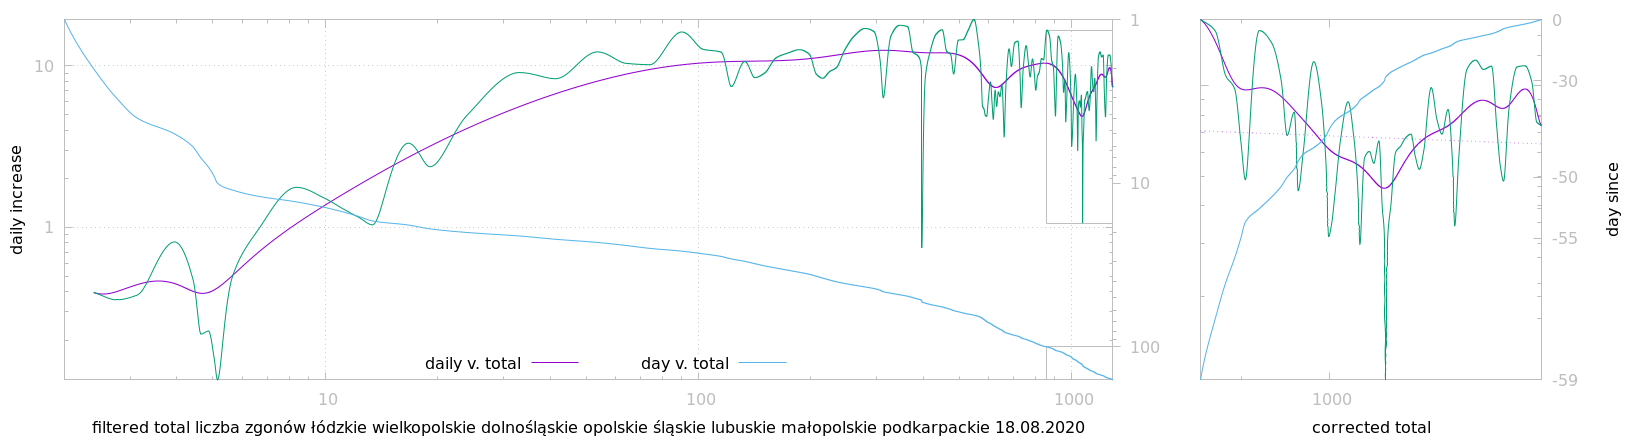 daily increase
10
1
daily v. total
day v. total
1
10
100
10
100
1000
filtered total liczba zgonów łódzkie wielkopolskie dolnośląskie opolskie śląskie lubuskie małopolskie podkarpackie 18.08.2020
0
-30
-50
-55
-59
day since
1000
corrected total